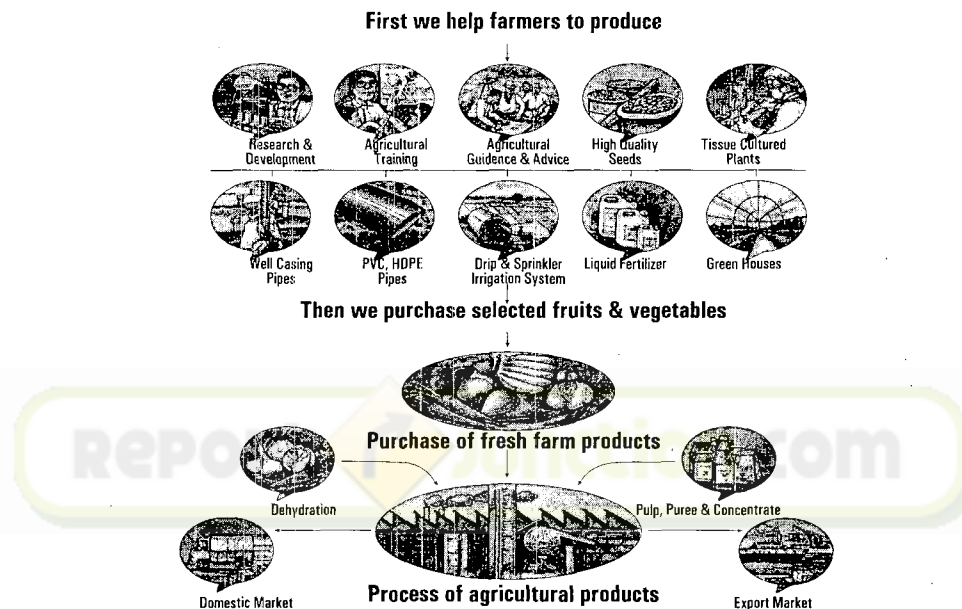 First we help farmers to produce
Research &
Development
Agricultural
Training
Agricultural
Guidence & Advice
High Quality
Seeds
Tissue Cultured
Plants
Well Casing
Pipes
PVC, HDPE
Pipes
Drip & Sprinkler
Irrigation System
Liquid Fertilizer
Green Houses
Then we purchase selected fruits & vegetables
Purchase of fresh farm products
Dehydration
Pulp, Puree & Concentrate
Domestic Market
Process of agricultural products
Export Market